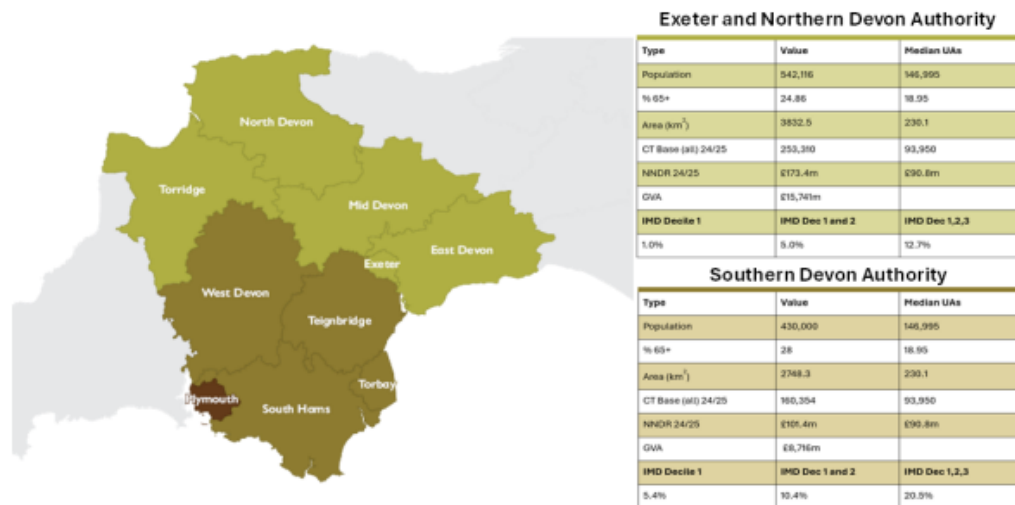 Exeter and Northern Devon Authority
Type Value Median UAs
Population 542,116 146,995
% 65+ 24.86 18.95
Area (km²) 3832.5 230.1
CT Base (all) 24/25 253,310 93,950
NNDR 24/25 £173.4m £90.8m
GVA £15,741m
IMD Decile 1 IMD Dec 1 and 2 IMD Dec 1,2,3
1.0% 5.0% 12.7%
Southern Devon Authority
Type Value Median UAs
Population 430,000 146,995
% 65+ 28 18.95
Area (km²) 2748.3 230.1
CT Base (all) 24/25 160,354 93,950
NNDR 24/25 £101.4m £90.8m
GVA £8,716m
IMD Decile 1 IMD Dec 1 and 2 IMD Dec 1,2,3
5.4% 10.4% 20.5%
North Devon
Torridge
Mid Devon
East Devon
Exeter
West Devon
Teignbridge
Torbay
Plymouth
South Hams